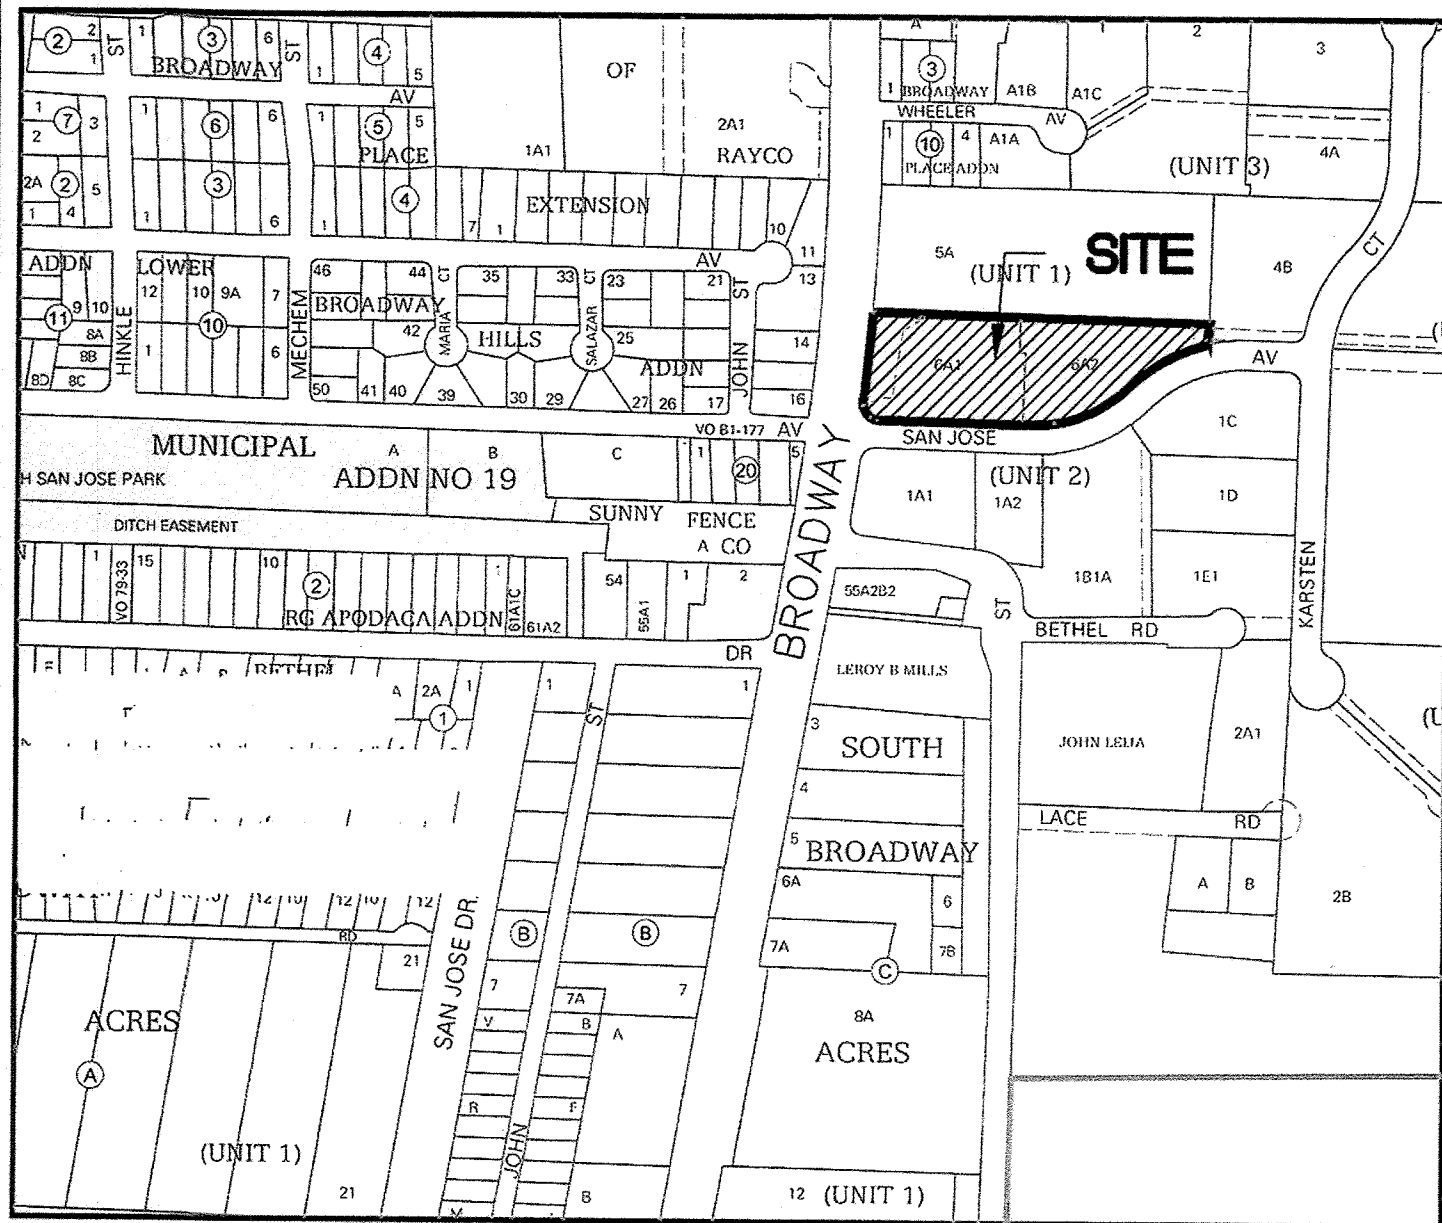 2 2 1 ST 1 3 6 ST 1 4 5
BROADWAY AV
OF
2A1
RAYCO
1A1
A
1 3
BROADWAY
A1B A1C
1 2 3
WHEELER AV
1 10 4 A1A
PLACE ADDN
(UNIT 3)
4A
1 7 3
2
1 6 6
1 5 5
PLACE
2A 2 5
1 4
1 3 6
1 4 7 1
EXTENSION
10
11
13
5A
(UNIT 1)
SITE
4B
CT
ADDN LOWER
9 10
11
8A
8B
8D 8C
HINKLE
12 10 9A 7
10
1 6
MECHEM
46 44 CT 35 33 CT 23 21 ST
AV
BROADWAY
42 MARIA HILLS SALAZAR 25
ADDN
JOHN
14
16
50 41 40 39 30 29 27 26 17
6A1 6A2
AV
VO B1-177 AV
SAN JOSE
(UNIT 2)
1C
1D
MUNICIPAL
A B C
1 20 5
H SAN JOSE PARK
ADDN NO 19
DITCH EASEMENT
SUNNY FENCE
A CO
BROADWAY
1A1 1A2
1B1A 1E1
KARSTEN
N 1 VO 79-33 15 10 2 1 61A1C 61A2
RG APODACA ADDN
54 55A1 1 2
55A2B2
ST
BETHEL RD
DR
BETHEL
A 2A 1
1
1 ST 1
LEROY B MILLS
3
SOUTH
4
5
BROADWAY
6A
6
7A 7B
C
JOHN LEIJA
2A1
LACE RD
A B
2B
12 10 12 10 12
RD
21
SAN JOSE DR.
B B
7 7
7A
V B A
R F
JOHN
B
ACRES
A
(UNIT 1)
21
8A
ACRES
12 (UNIT 1)